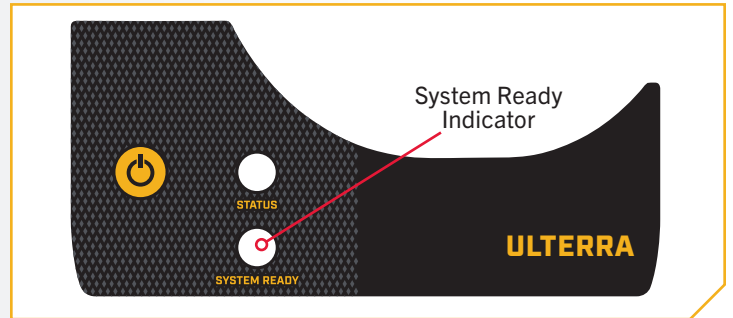 System Ready
Indicator
STATUS
ULTERRA
SYSTEM READY